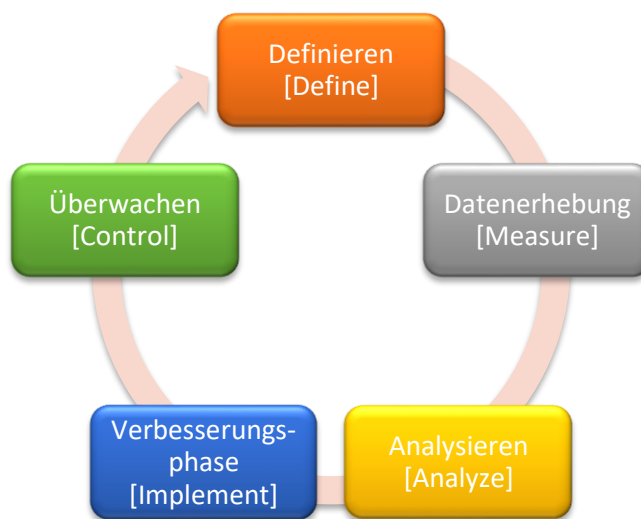 Definieren
[Define]
Datenerhebung
[Measure]
Analysieren
[Analyze]
Verbesserungs-
phase
[Implement]
Überwachen
[Control]